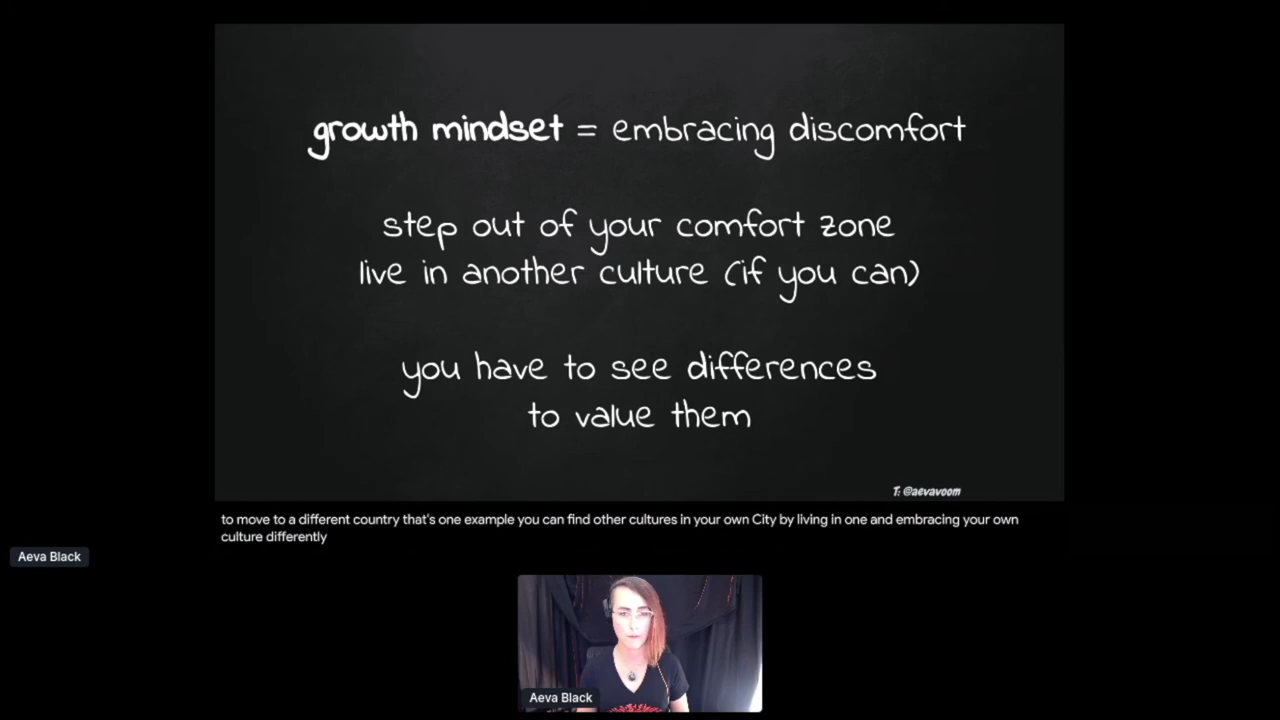 growth mindset = embracing discomfort
step out of your comfort zone
live in another culture (if you can)
you have to see differences
to value them
T: @aevavoom
to move to a different country that's one example you can find other cultures in your own City by living in one and embracing your own
culture differently
Aeva Black
Aeva Black